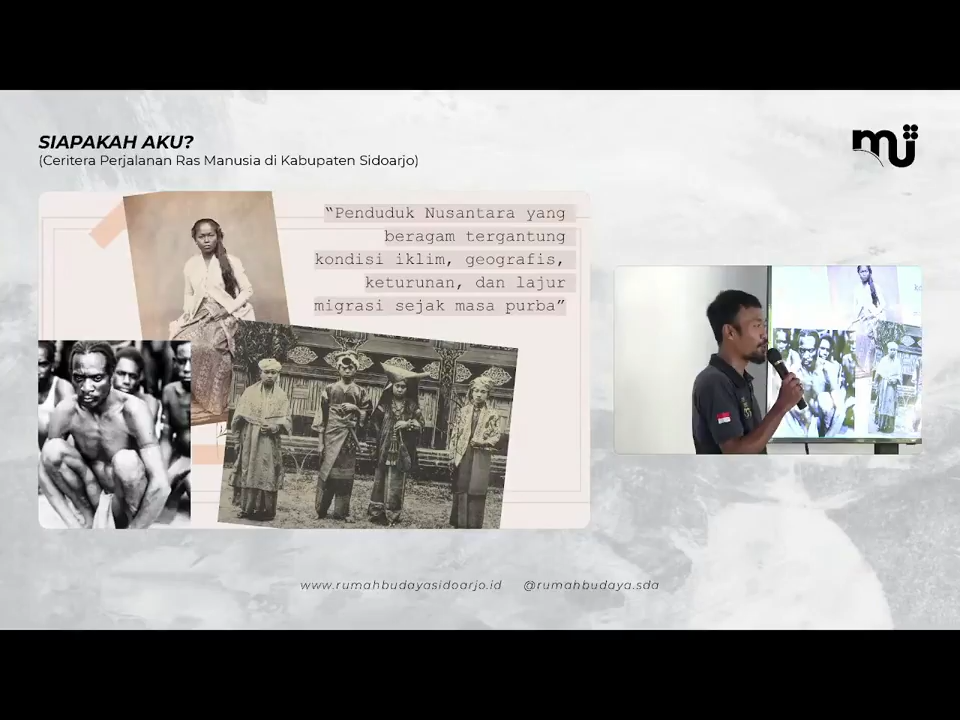 SIAPAKAH AKU?
(Ceritera Perjalanan Ras Manusia di Kabupaten Sidoarjo)
mü
“Penduduk Nusantara yang
beragam tergantung
kondisi iklim, geografis,
keturunan, dan lajur
migrasi sejak masa purba”
www.rumahbudayasidoarjo.id @rumahbudaya.sda